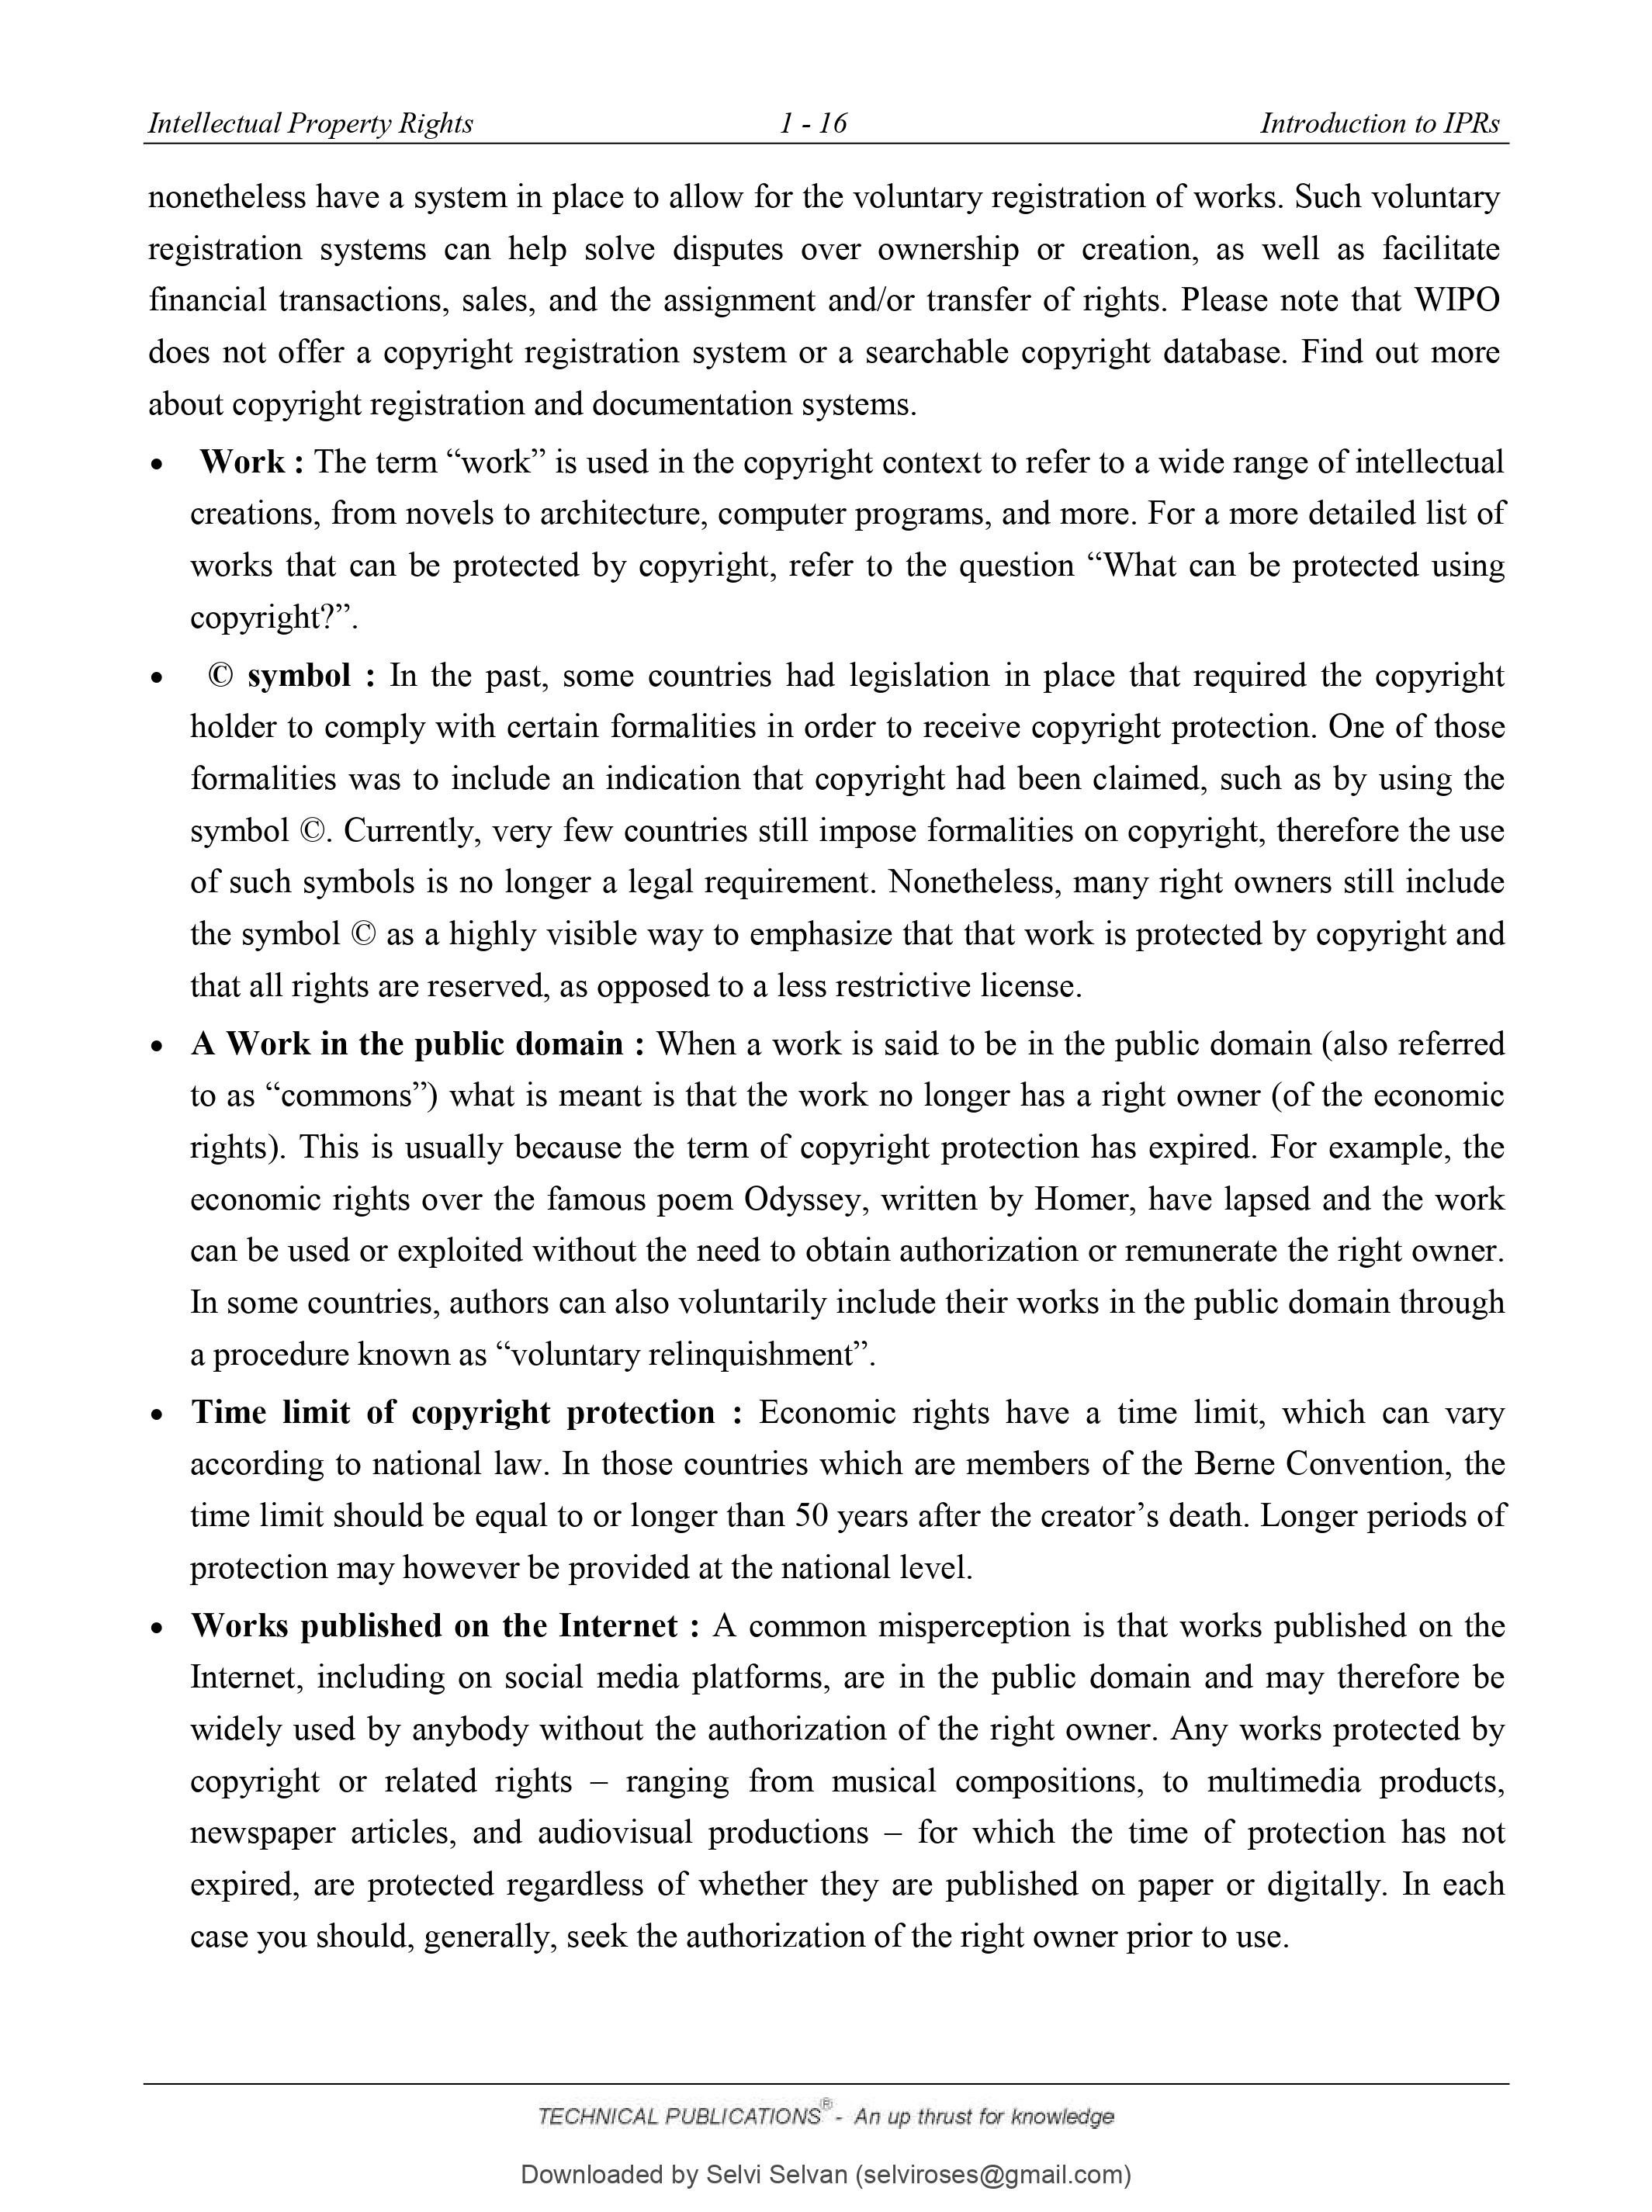 Intellectual Property Rights 1 - 16 Introduction to IPRs
nonetheless have a system in place to allow for the voluntary registration of works. Such voluntary
registration systems can help solve disputes over ownership or creation, as well as facilitate
financial transactions, sales, and the assignment and/or transfer of rights. Please note that WIPO
does not offer a copyright registration system or a searchable copyright database. Find out more
about copyright registration and documentation systems.
• Work : The term “work” is used in the copyright context to refer to a wide range of intellectual
creations, from novels to architecture, computer programs, and more. For a more detailed list of
works that can be protected by copyright, refer to the question “What can be protected using
copyright?”.
• © symbol : In the past, some countries had legislation in place that required the copyright
holder to comply with certain formalities in order to receive copyright protection. One of those
formalities was to include an indication that copyright had been claimed, such as by using the
symbol ©. Currently, very few countries still impose formalities on copyright, therefore the use
of such symbols is no longer a legal requirement. Nonetheless, many right owners still include
the symbol © as a highly visible way to emphasize that that work is protected by copyright and
that all rights are reserved, as opposed to a less restrictive license.
• A Work in the public domain : When a work is said to be in the public domain (also referred
to as “commons”) what is meant is that the work no longer has a right owner (of the economic
rights). This is usually because the term of copyright protection has expired. For example, the
economic rights over the famous poem Odyssey, written by Homer, have lapsed and the work
can be used or exploited without the need to obtain authorization or remunerate the right owner.
In some countries, authors can also voluntarily include their works in the public domain through
a procedure known as “voluntary relinquishment”.
• Time limit of copyright protection : Economic rights have a time limit, which can vary
according to national law. In those countries which are members of the Berne Convention, the
time limit should be equal to or longer than 50 years after the creator’s death. Longer periods of
protection may however be provided at the national level.
• Works published on the Internet : A common misperception is that works published on the
Internet, including on social media platforms, are in the public domain and may therefore be
widely used by anybody without the authorization of the right owner. Any works protected by
copyright or related rights – ranging from musical compositions, to multimedia products,
newspaper articles, and audiovisual productions – for which the time of protection has not
expired, are protected regardless of whether they are published on paper or digitally. In each
case you should, generally, seek the authorization of the right owner prior to use.
TECHNICAL PUBLICATIONS® - An up thrust for knowledge
Downloaded by Selvi Selvan (selviroses@gmail.com)